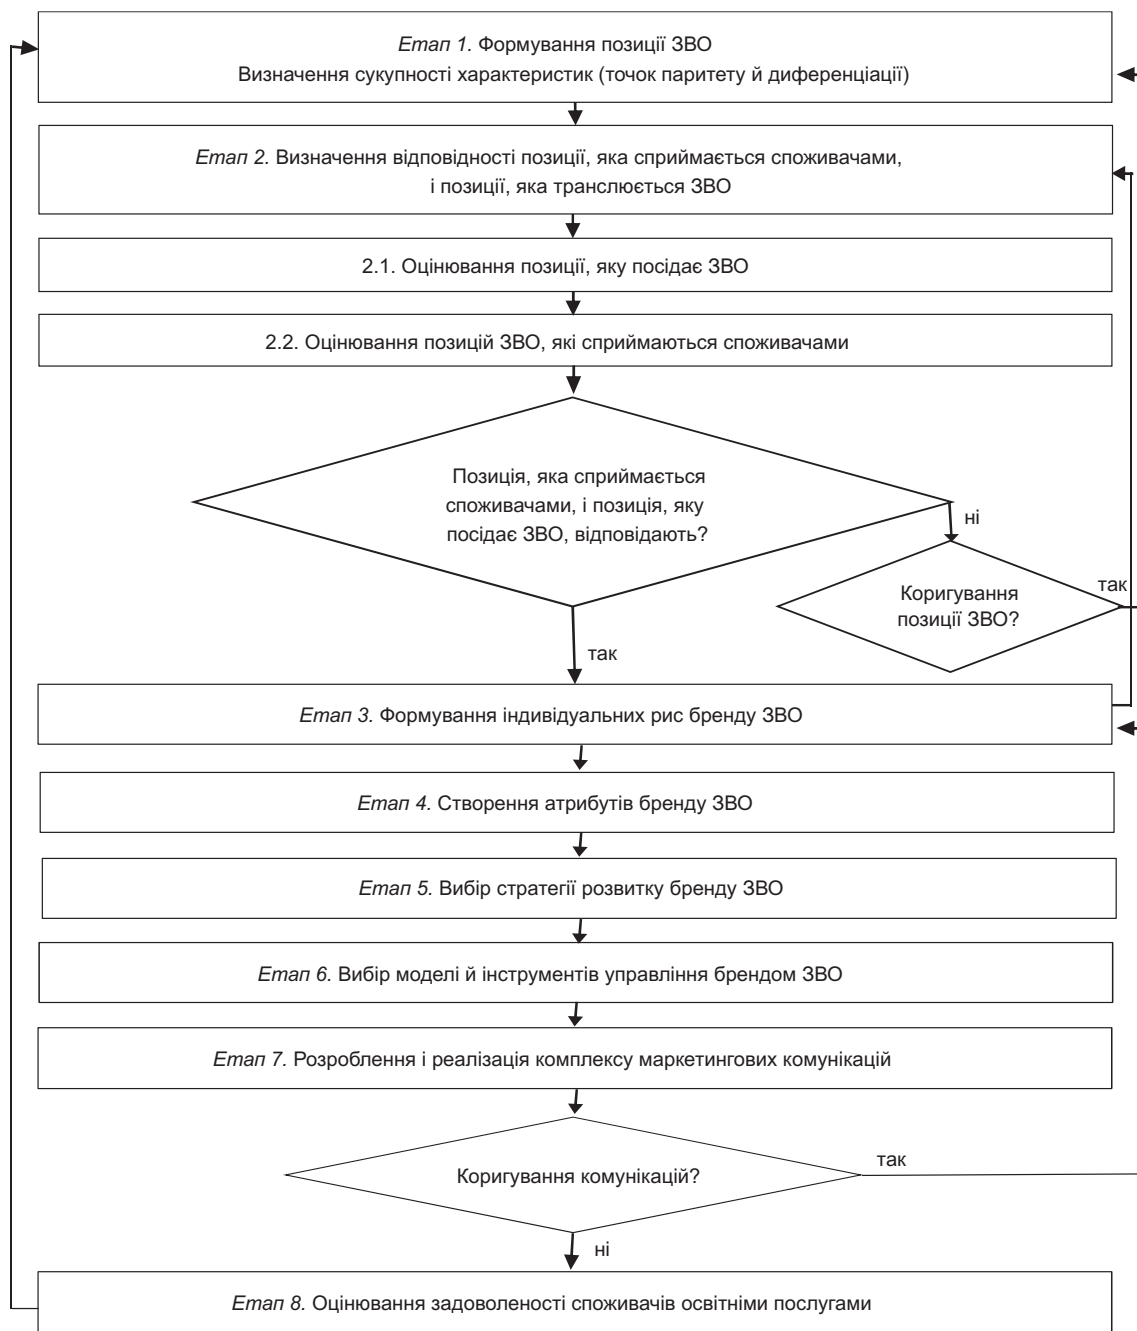 Етап 1. Формування позиції ЗВО
Визначення сукупності характеристик (точок паритету й диференціації)
Етап 2. Визначення відповідності позиції, яка сприймається споживачами,
і позиції, яка транслюється ЗВО
2.1. Оцінювання позиції, яку посідає ЗВО
2.2. Оцінювання позицій ЗВО, які сприймаються споживачами
Позиція, яка сприймається
споживачами, і позиція, яку
посідає ЗВО, відповідають?
ні
Коригування
позиції ЗВО?
так
так
Етап 3. Формування індивідуальних рис бренду ЗВО
Етап 4. Створення атрибутів бренду ЗВО
Етап 5. Вибір стратегії розвитку бренду ЗВО
Етап 6. Вибір моделі й інструментів управління брендом ЗВО
Етап 7. Розроблення і реалізація комплексу маркетингових комунікацій
Коригування комунікацій?
так
ні
Етап 8. Оцінювання задоволеності споживачів освітніми послугами